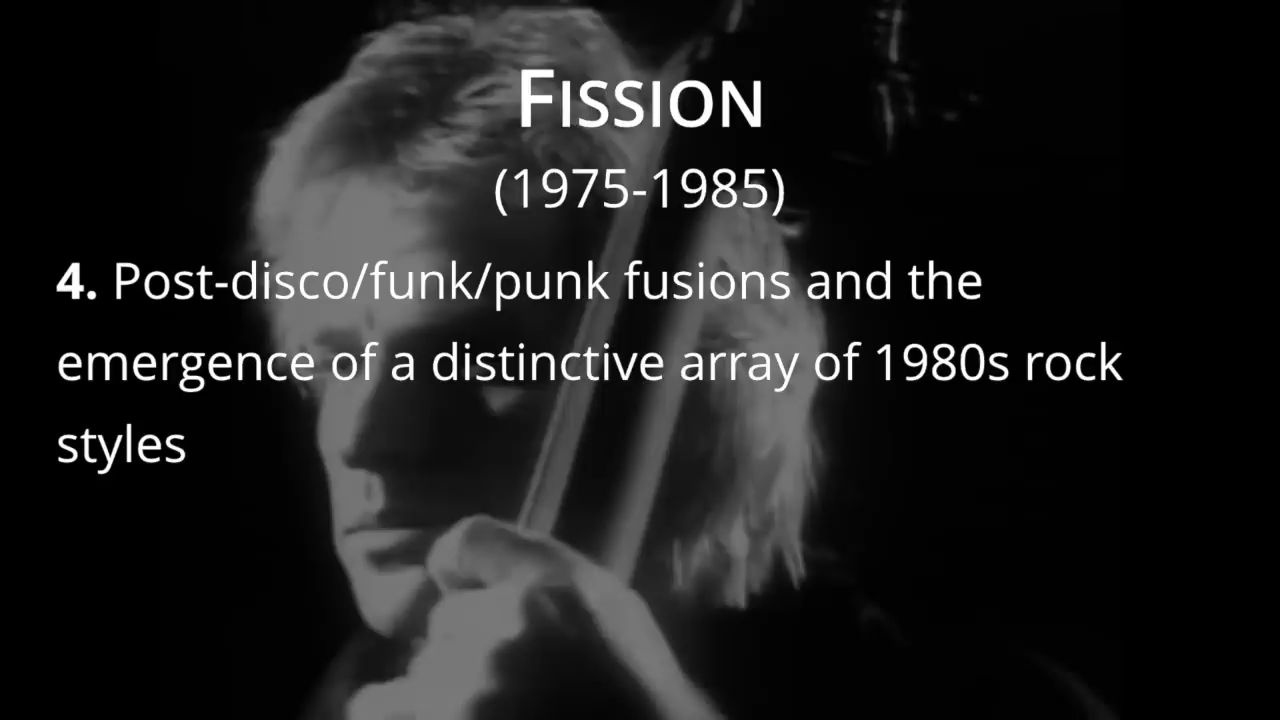 FISSION
(1975-1985)
4. Post-disco/funk/punk fusions and the
emergence of a distinctive array of 1980s rock
styles